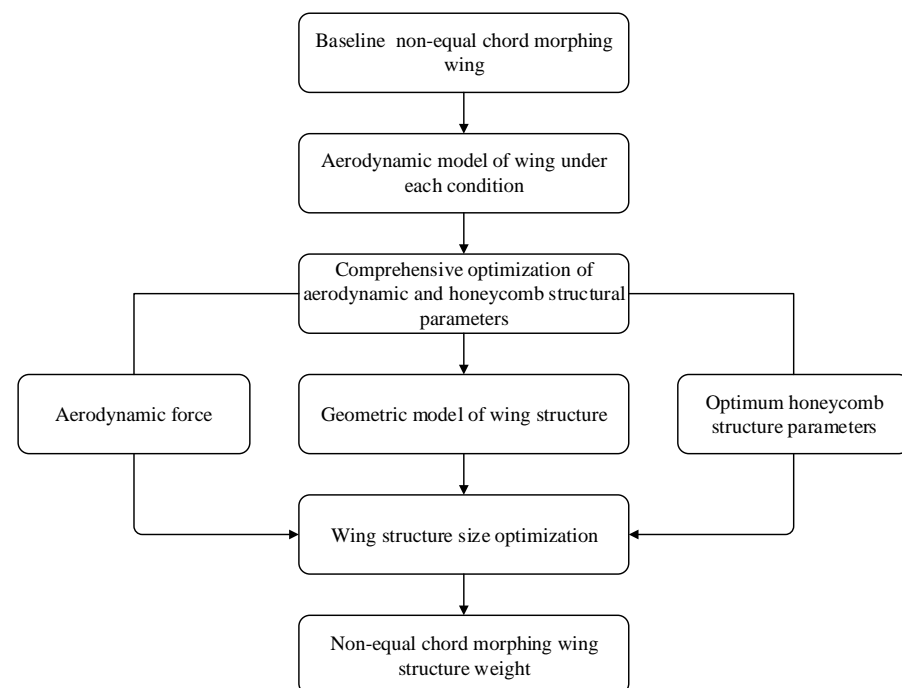 Baseline non-equal chord morphing
wing
Aerodynamic model of wing under
each condition
Comprehensive optimization of
aerodynamic and honeycomb structural
parameters
Aerodynamic force
Geometric model of wing structure
Optimum honeycomb
structure parameters
Wing structure size optimization
Non-equal chord morphing wing
structure weight